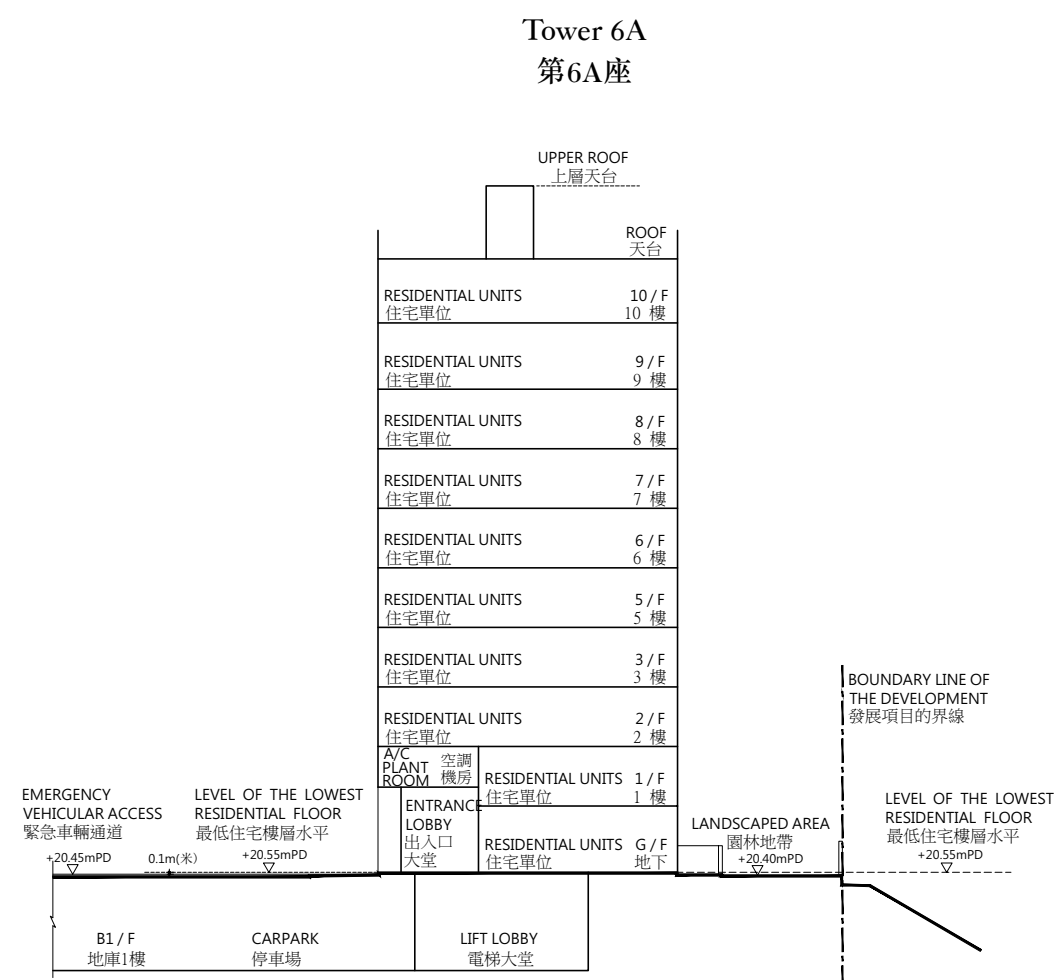 Tower 6A
第6A座
UPPER ROOF
上層天台
ROOF
天台
RESIDENTIAL UNITS 10 / F
住宅單位 10 樓
RESIDENTIAL UNITS 9 / F
住宅單位 9 樓
RESIDENTIAL UNITS 8 / F
住宅單位 8 樓
RESIDENTIAL UNITS 7 / F
住宅單位 7 樓
RESIDENTIAL UNITS 6 / F
住宅單位 6 樓
RESIDENTIAL UNITS 5 / F
住宅單位 5 樓
RESIDENTIAL UNITS 3 / F
住宅單位 3 樓
RESIDENTIAL UNITS 2 / F
住宅單位 2 樓
A/C
PLANT
ROOM
空調
機房
RESIDENTIAL UNITS 1 / F
住宅單位 1 樓
ENTRANCE
LOBBY
出入口
大堂
RESIDENTIAL UNITS G / F
住宅單位 地下
EMERGENCY
VEHICULAR ACCESS
緊急車輛通道
+20.45mPD
0.1m(米)
LEVEL OF THE LOWEST
RESIDENTIAL FLOOR
最低住宅樓層水平
+20.55mPD
LANDSCAPED AREA
園林地帶
+20.40mPD
BOUNDARY LINE OF
THE DEVELOPMENT
發展項目的界線
LEVEL OF THE LOWEST
RESIDENTIAL FLOOR
最低住宅樓層水平
+20.55mPD
B1 / F
地庫1樓
CARPARK
停車場
LIFT LOBBY
電梯大堂